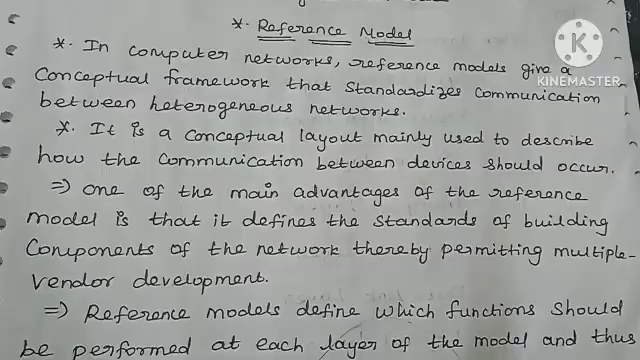 *. Reference Model
*. In computer networks, reference models give a
Conceptual framework that standardizes communication
between heterogeneous networks.
*. It is a conceptual layout mainly used to describe
how the communication between devices should occur.
=> One of the main advantages of the reference
model is that it defines the standards of building
Components of the network thereby permitting multiple-
vendor development.
=> Reference models define which functions should
be performed at each layer of the model and thus
K
KINEMASTER